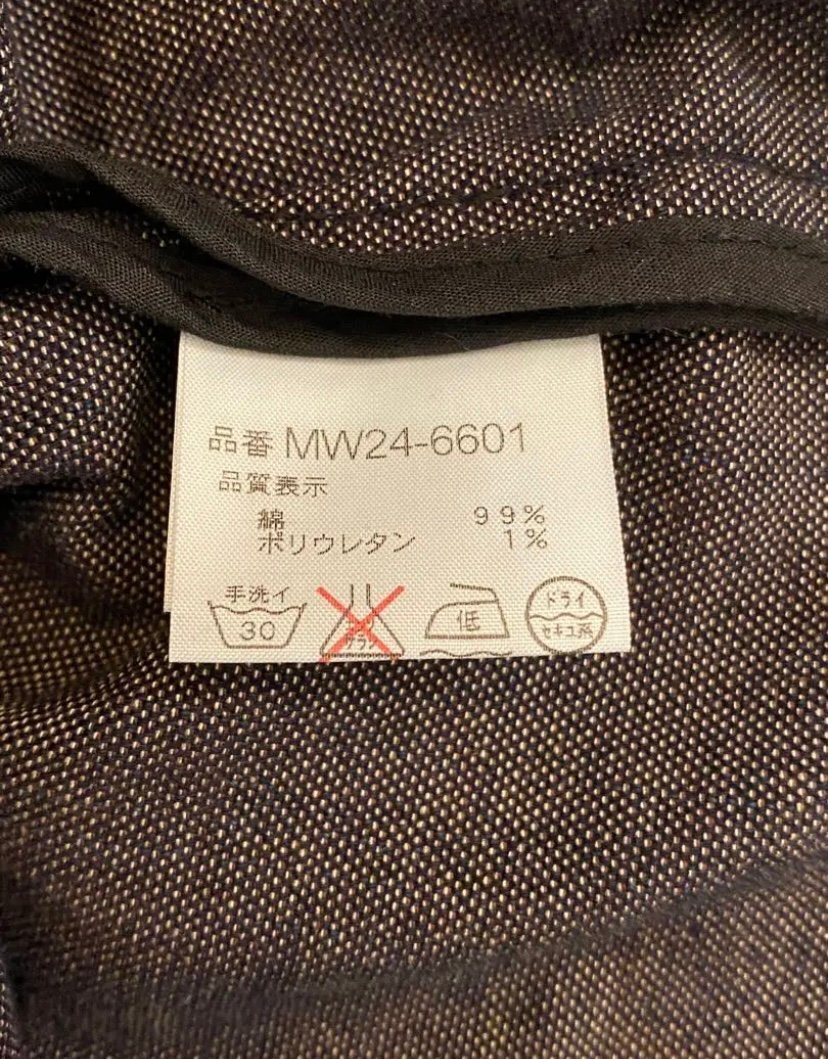 品番 MW24-6601
品質表示
綿 99%
ポリウレタン 1%
手洗イ
30
低
ドライ
セキユ系